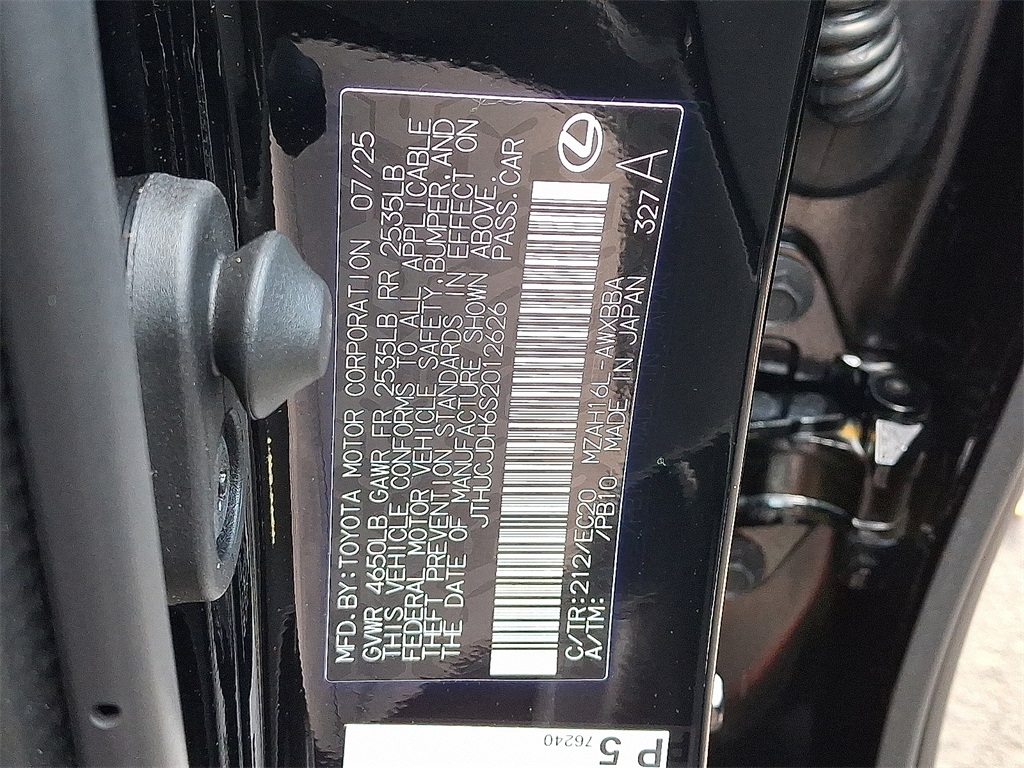 MFD.BY:TOYOTA MOTOR CORPORATION 07/25
GVWR 4650LB GAWR FR 2535LB RR 2535LB
THIS VEHICLE CONFORMS TO ALL APPLICABLE
FEDERAL MOTOR VEHICLE SAFETY,BUMPER,AND
THEFT PREVENTION STANDARDS IN EFFECT ON
THE DATE OF MANUFACTURE SHOWN ABOVE.
JTHUCJDH6S2012626 PASS.CAR
C/TR:212/EC20 MZAH16L-AWXBBA
A/TM: /PB10 MADE IN JAPAN 327A
76240
P 5